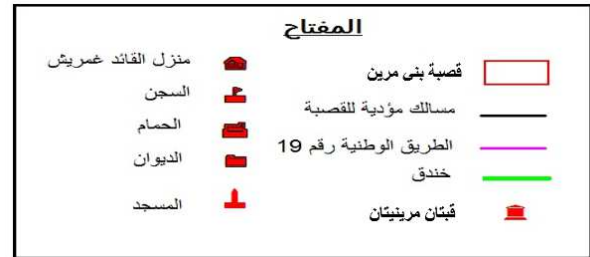 المفتاح
قصبة بني مرين
مسالك مؤدية للقصبة
الطريق الوطنية رقم 19
خندق
قبتان مرينيتان
منزل القائد غمريش
السجن
الحمام
الديوان
المسجد